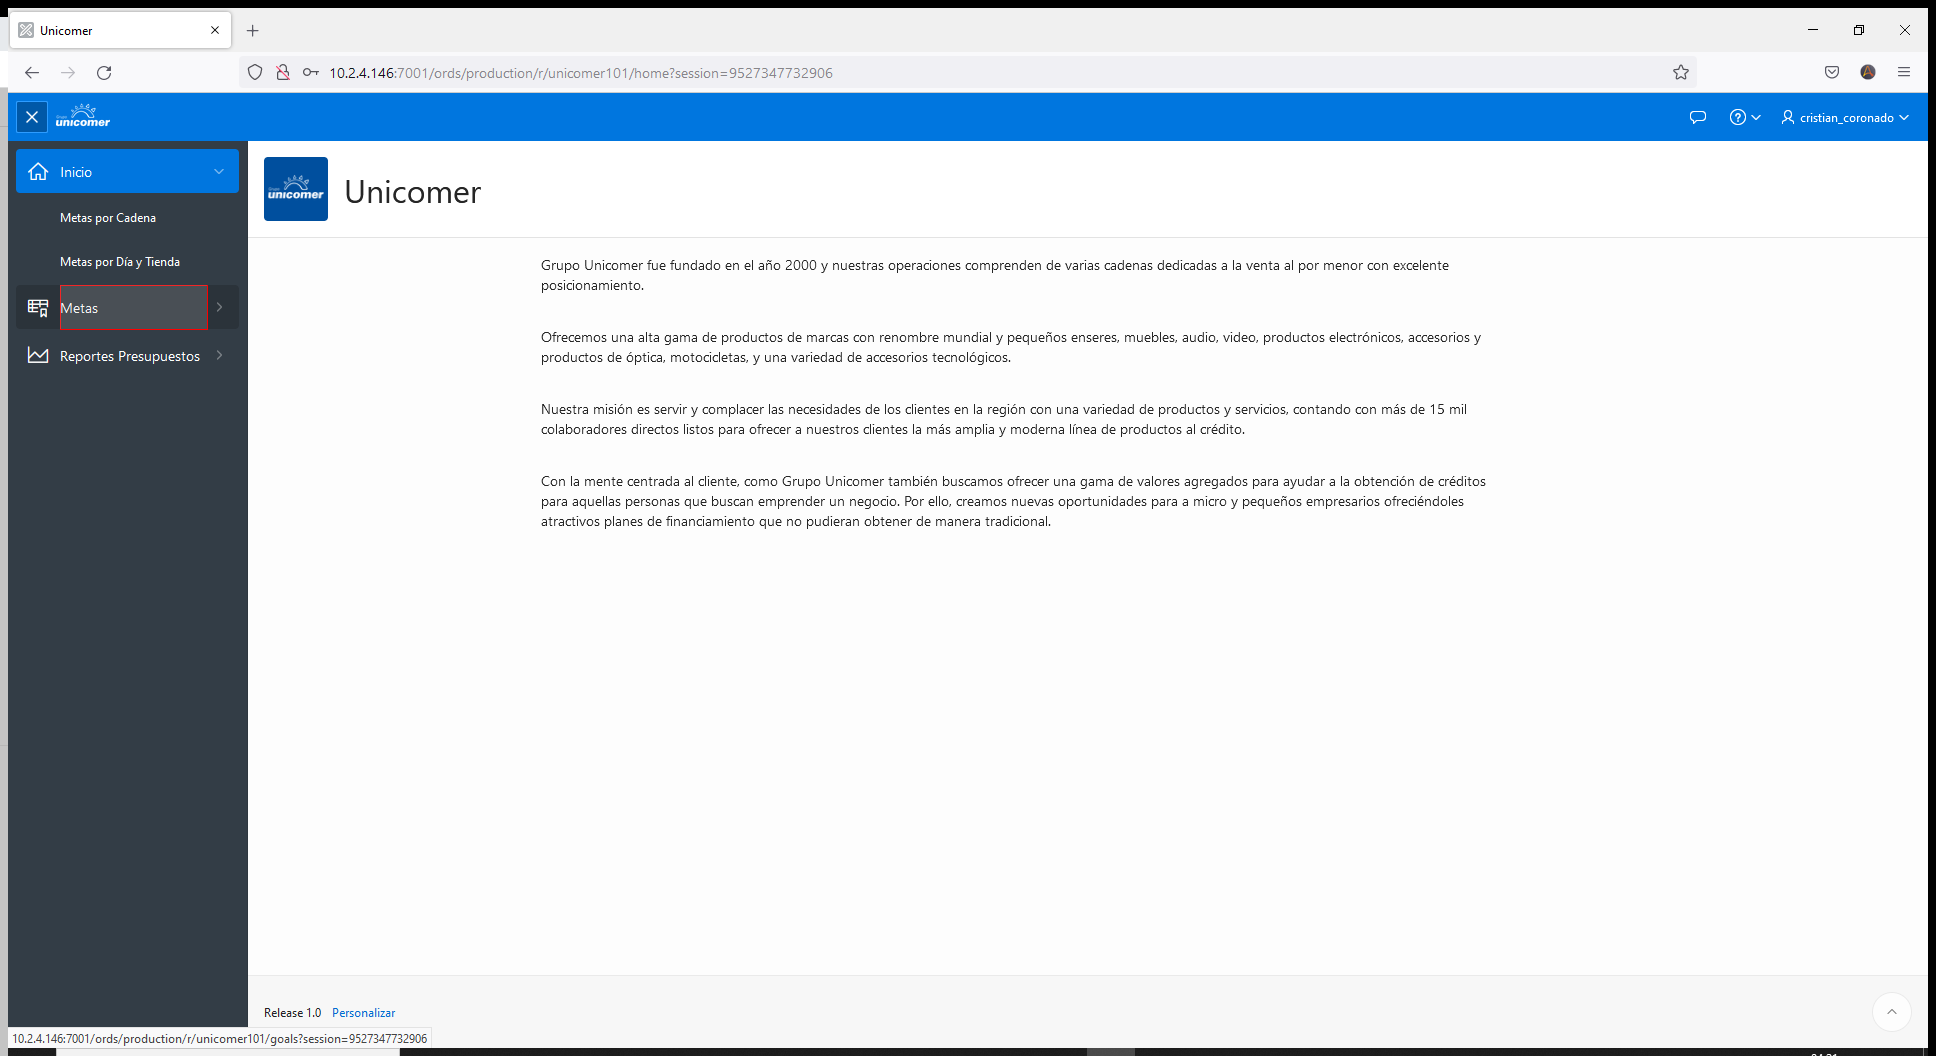 Unicomer
10.2.4.146:7001/ords/production/r/unicomer101/home?session=9527347732906
Grupo
unicomer
cristian_coronado
Inicio
Metas por Cadena
Metas por Día y Tienda
Metas
Reportes Presupuestos
Grupo
unicomer
Unicomer
Grupo Unicomer fue fundado en el año 2000 y nuestras operaciones comprenden de varias cadenas dedicadas a la venta al por menor con excelente
posicionamiento.
Ofrecemos una alta gama de productos de marcas con renombre mundial y pequeños enseres, muebles, audio, video, productos electrónicos, accesorios y
productos de óptica, motocicletas, y una variedad de accesorios tecnológicos.
Nuestra misión es servir y complacer las necesidades de los clientes en la región con una variedad de productos y servicios, contando con más de 15 mil
colaboradores directos listos para ofrecer a nuestros clientes la más amplia y moderna línea de productos al crédito.
Con la mente centrada al cliente, como Grupo Unicomer también buscamos ofrecer una gama de valores agregados para ayudar a la obtención de créditos
para aquellas personas que buscan emprender un negocio. Por ello, creamos nuevas oportunidades para a micro y pequeños empresarios ofreciéndoles
atractivos planes de financiamiento que no pudieran obtener de manera tradicional.
Release 1.0 Personalizar
10.2.4.146:7001/ords/production/r/unicomer101/goals?session=9527347732906